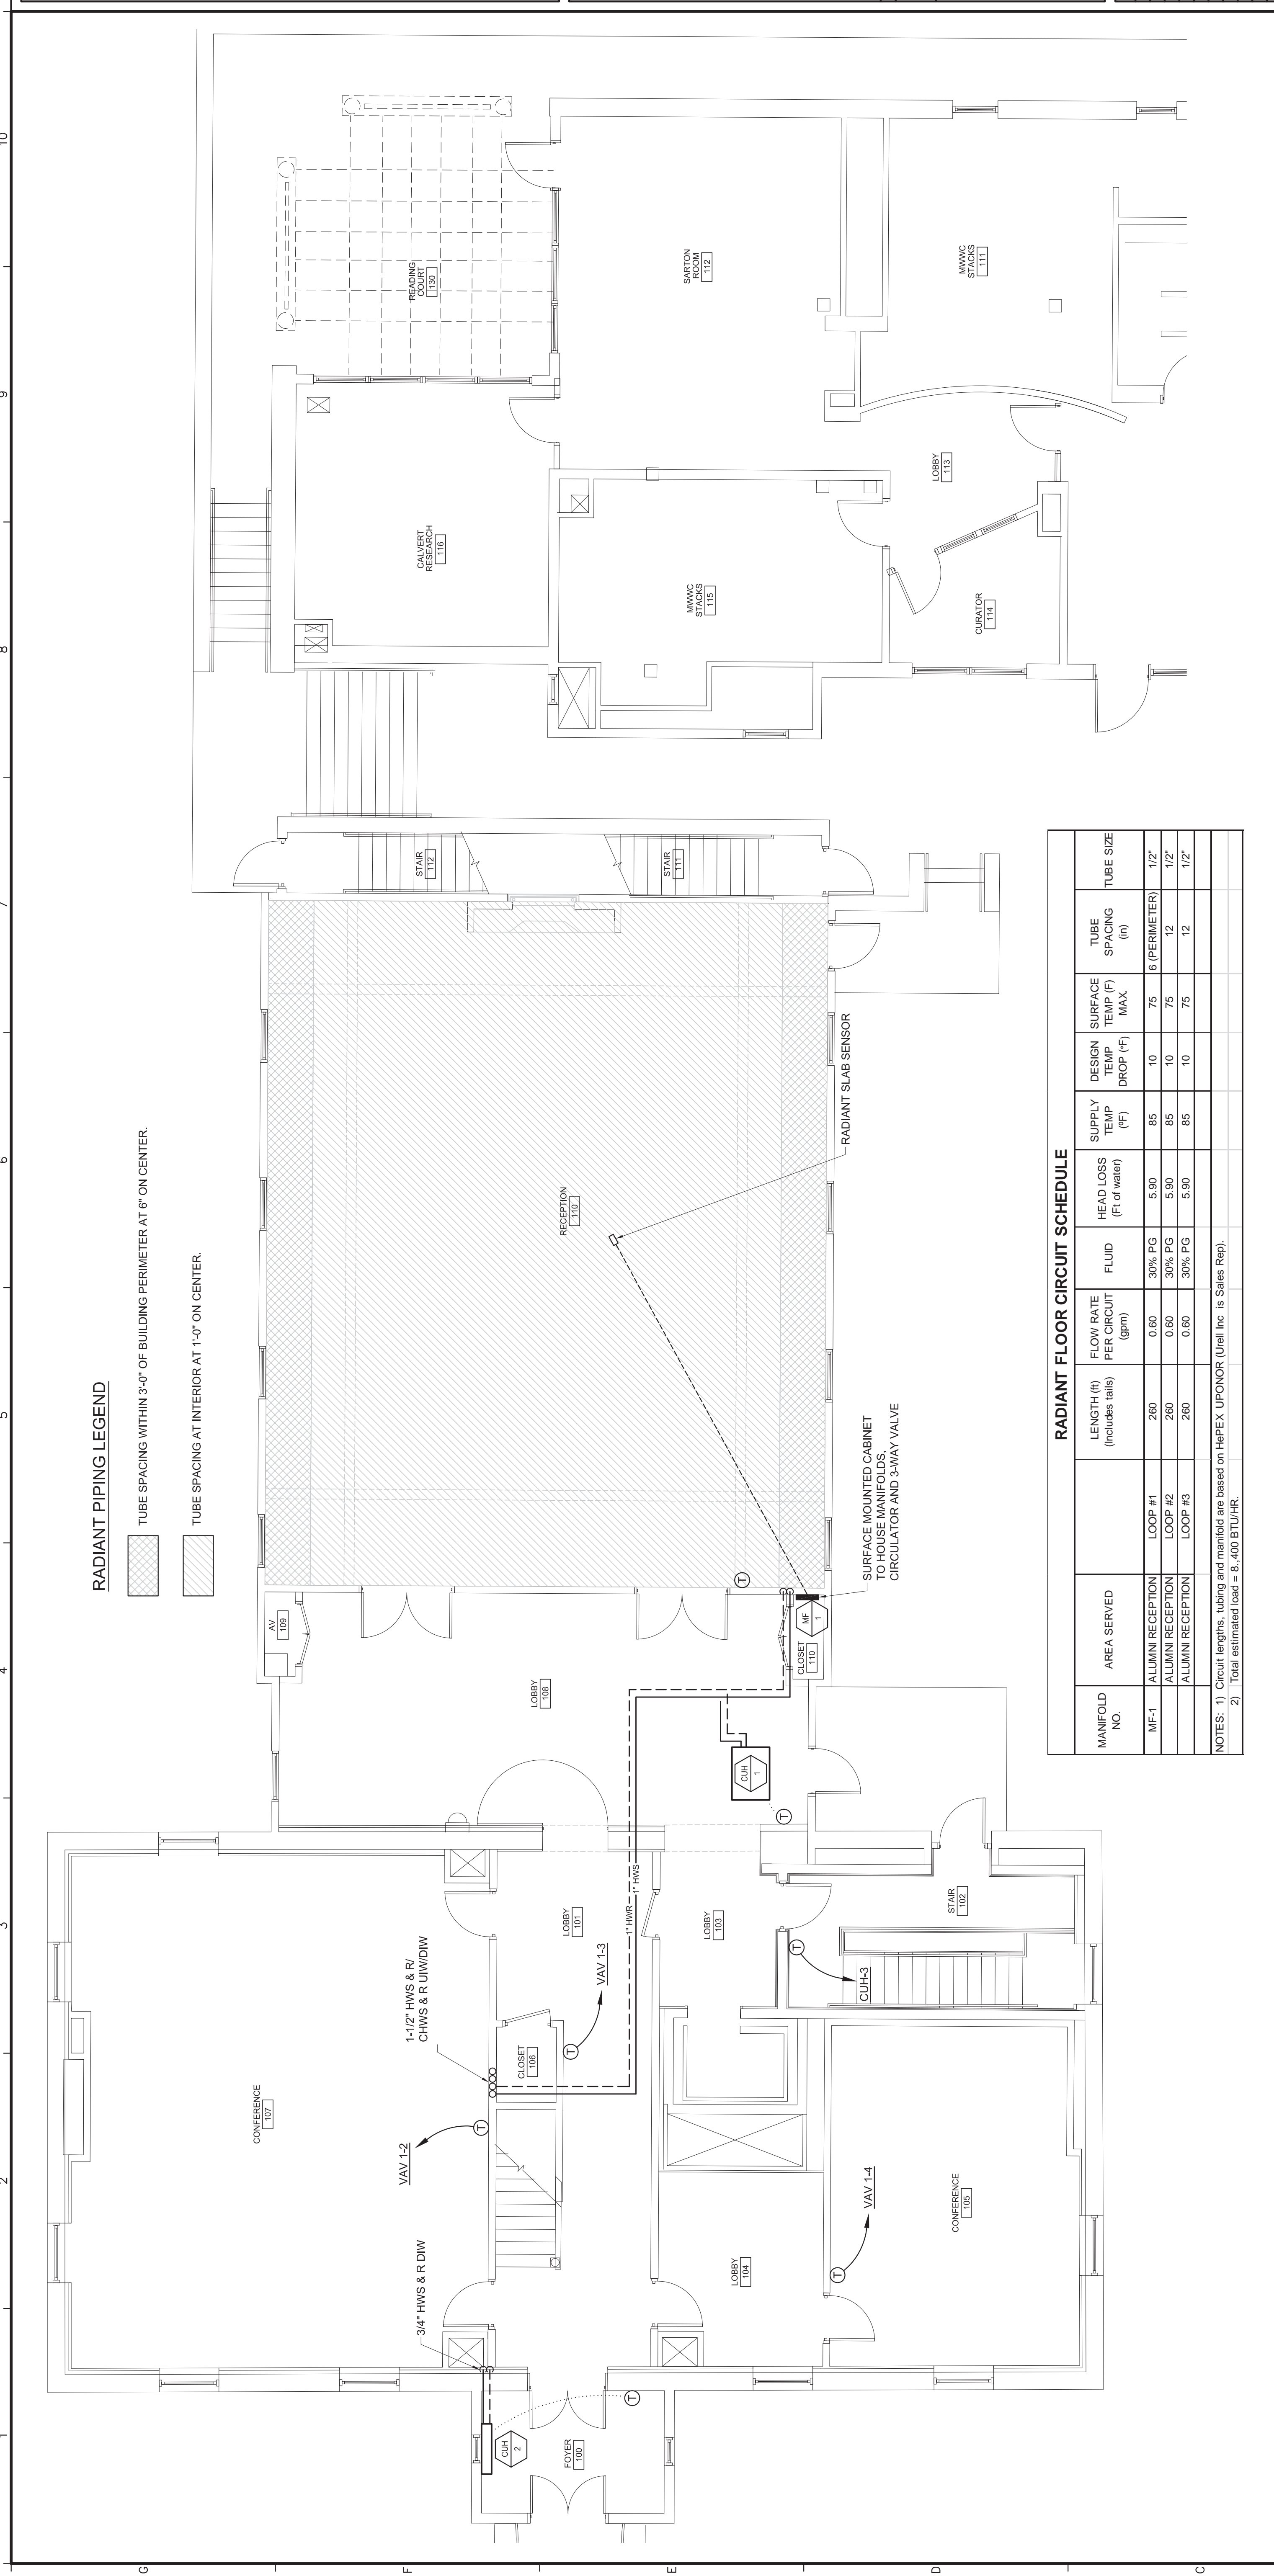 RADIANT PIPING LEGEND
TUBE SPACING WITHIN 3'-0" OF BUILDING PERIMETER AT 6" ON CENTER.
TUBE SPACING AT INTERIOR AT 1'-0" ON CENTER.
G
F
E
D
C
1
2
3
4
5
6
7
8
9
10
CONFERENCE
107
VAV 1-2
3/4" HWS & R DIW
CUH
2
FOYER
100
T
T
1-1/2" HWS & R/
CHWS & R UIW/DIW
CLOSET
106
T
VAV 1-3
LOBBY
101
1" HWR
1" HWS
LOBBY
103
LOBBY
104
T
VAV 1-4
CONFERENCE
105
T
CUH-3
STAIR
102
T
CUH
1
LOBBY
108
AV
109
CLOSET
110
MF
1
T
SURFACE MOUNTED CABINET
TO HOUSE MANIFOLDS,
CIRCULATOR AND 3-WAY VALVE
RECEPTION
110
RADIANT SLAB SENSOR
STAIR
112
STAIR
111
CALVERT
RESEARCH
116
READING
COURT
130
MWWC
STACKS
115
SARTON
ROOM
112
CURATOR
114
LOBBY
113
MWWC
STACKS
111
RADIANT FLOOR CIRCUIT SCHEDULE
MANIFOLD NO. AREA SERVED LENGTH (ft) (Includes tails) FLOW RATE PER CIRCUIT (gpm) FLUID HEAD LOSS (Ft of water) SUPPLY TEMP (ºF) DESIGN TEMP DROP (ºF) SURFACE TEMP (F) MAX. TUBE SPACING (in) TUBE SIZE
MF-1 ALUMNI RECEPTION LOOP #1 260 0.60 30% PG 5.90 85 10 75 6 (PERIMETER) 1/2"
ALUMNI RECEPTION LOOP #2 260 0.60 30% PG 5.90 85 10 75 12 1/2"
ALUMNI RECEPTION LOOP #3 260 0.60 30% PG 5.90 85 10 75 12 1/2"
NOTES: 1) Circuit lengths, tubing and manifold are based on HePEX UPONOR (Urell Inc is Sales Rep).
2) Total estimated load = 8,.400 BTU/HR.